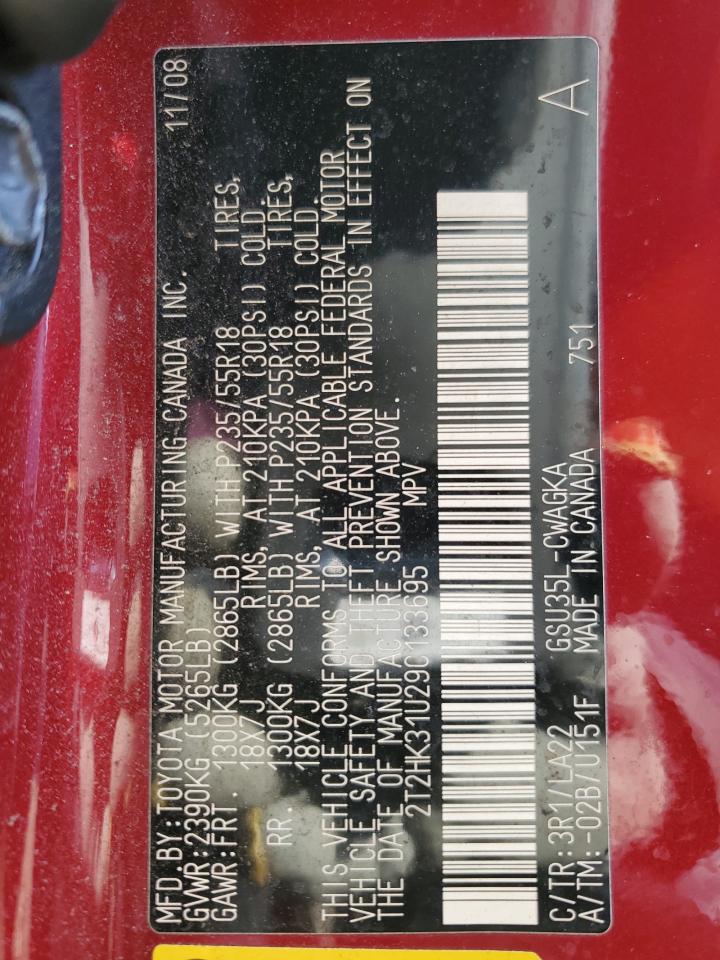 MFD.BY:TOYOTA MOTOR MANUFACTURING CANADA INC. 11/08
GVWR:2390KG (5265LB)
GAWR:FRT. 1300KG (2865LB) WITH P235/55R18 TIRES,
18X7J RIMS, AT 210KPA (30PSI) COLD.
RR. 1300KG (2865LB) WITH P235/55R18 TIRES,
18X7J RIMS, AT 210KPA (30PSI) COLD.
THIS VEHICLE CONFORMS TO ALL APPLICABLE FEDERAL MOTOR
VEHICLE SAFETY AND THEFT PREVENTION STANDARDS IN EFFECT ON
THE DATE OF MANUFACTURE SHOWN ABOVE.
2T2HK31U29C133695 MPV
C/TR:3R1/LA22 GSU35L-CWAGKA A
A/TM:-02B/U151F MADE IN CANADA 751